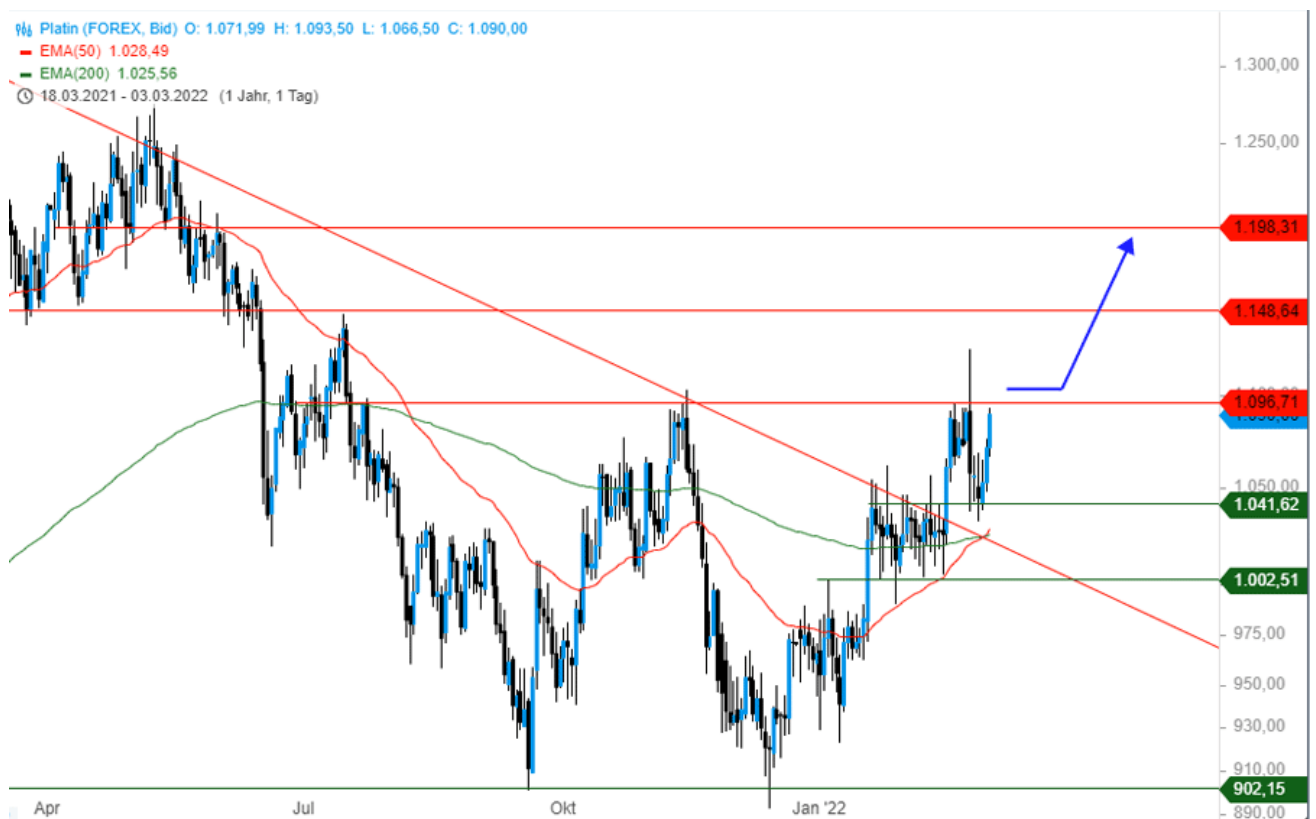 Platin (FOREX, Bid) O: 1.071,99 H: 1.093,50 L: 1.066,50 C: 1.090,00
EMA(50) 1.028,49
EMA(200) 1.025,56
18.03.2021 - 03.03.2022 (1 Jahr, 1 Tag)
1.300,00
1.250,00
1.198,31
1.148,64
1.096,71
1.050,00
1.041,62
1.002,51
975,00
950,00
930,00
910,00
902,15
890,00
Apr
Jul
Okt
Jan '22